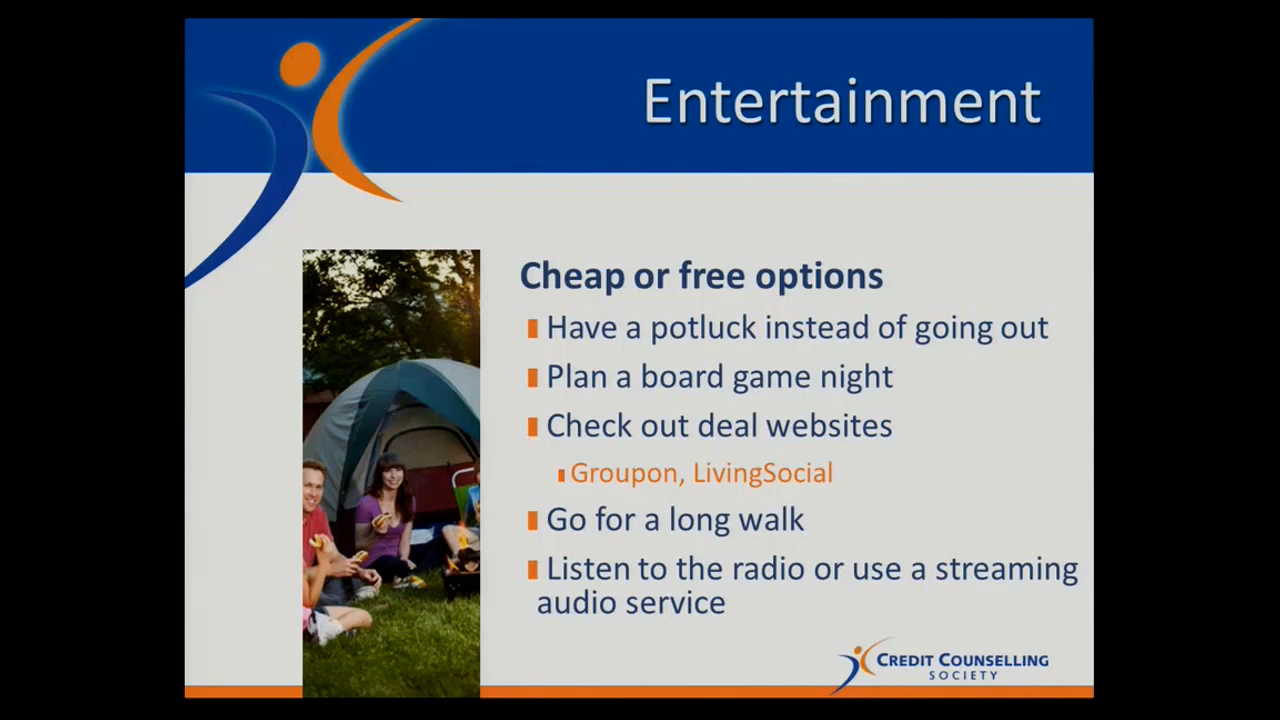 Entertainment
Cheap or free options
Have a potluck instead of going out
Plan a board game night
Check out deal websites
Groupon, LivingSocial
Go for a long walk
Listen to the radio or use a streaming
audio service
CREDIT COUNSELLING
SOCIETY